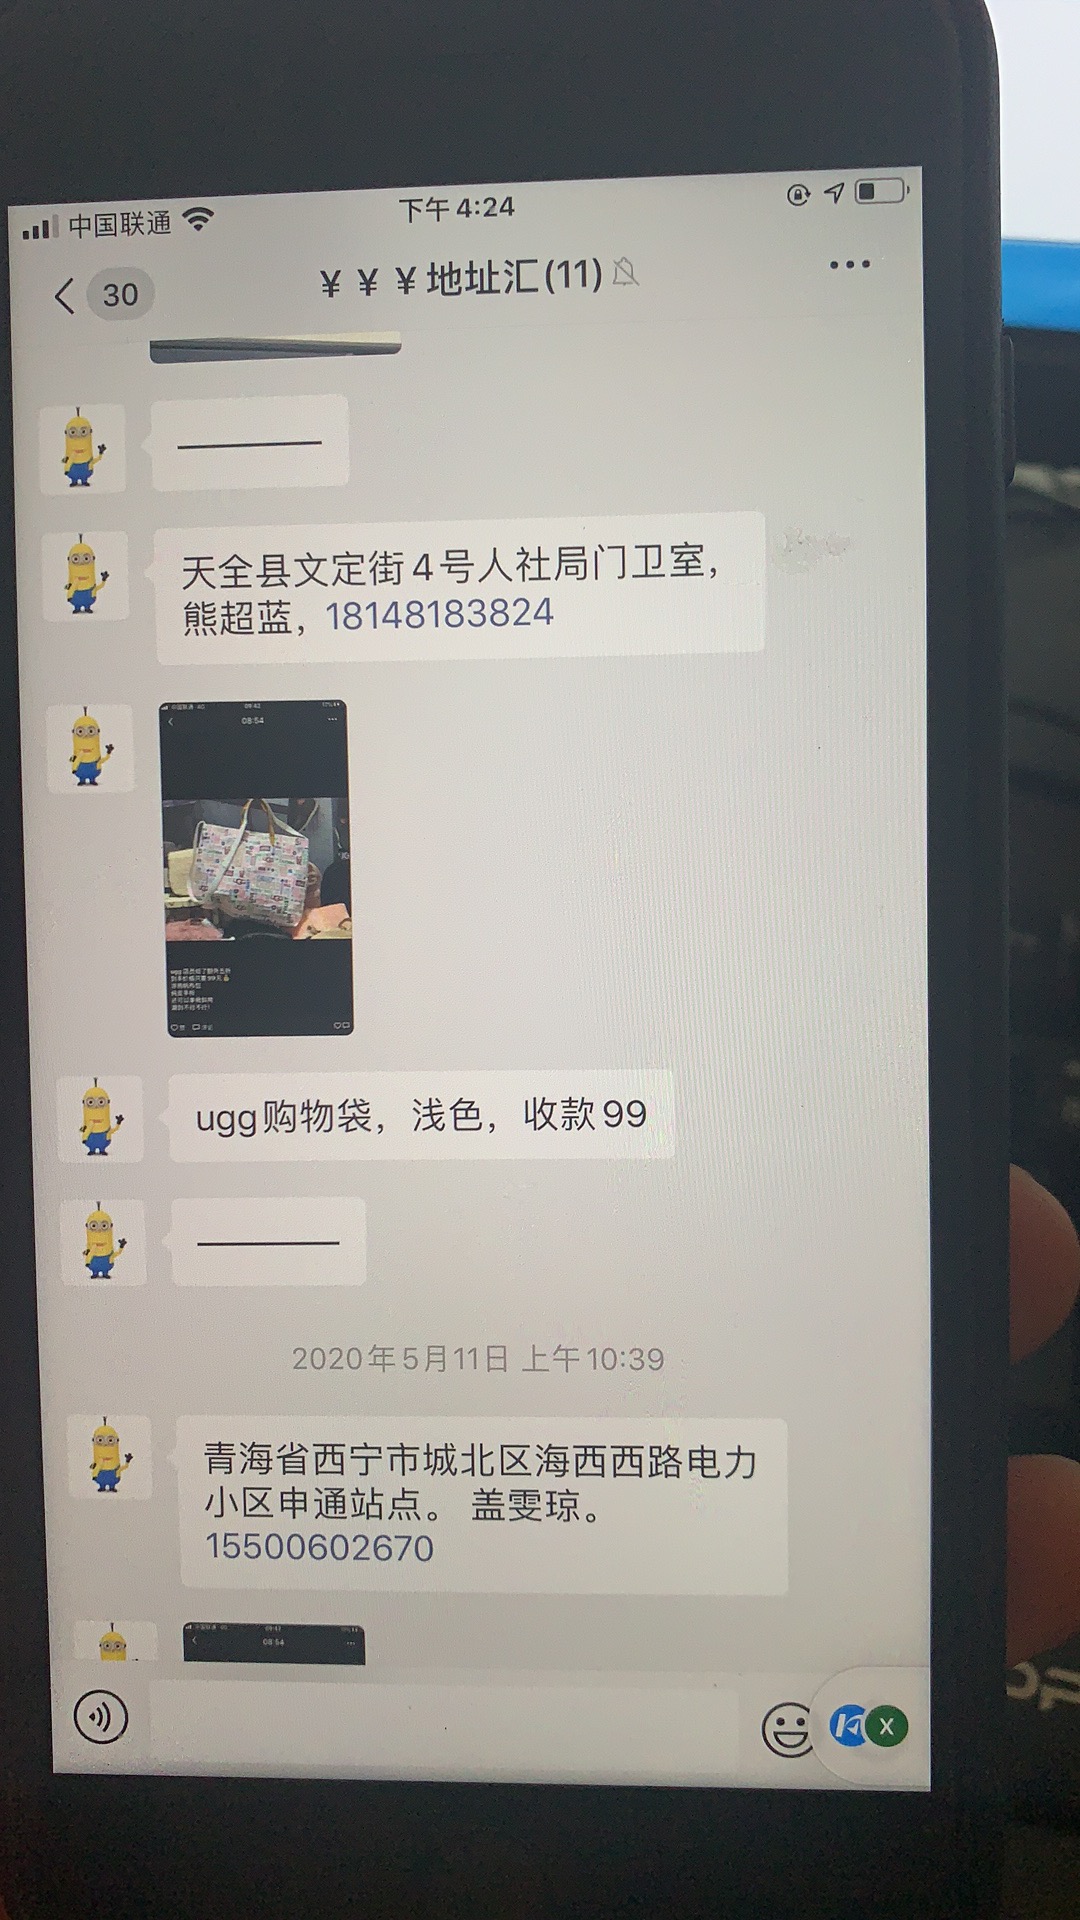 中国联通
下午4:24
30
¥ ¥ ¥地址汇(11)
天全县文定街4号人社局门卫室，
熊超蓝，18148183824
08:54
ugg购物袋，浅色，收款99
2020年5月11日 上午10:39
青海省西宁市城北区海西西路电力
小区申通站点。 盖雯琼。
15500602670
08:54
X